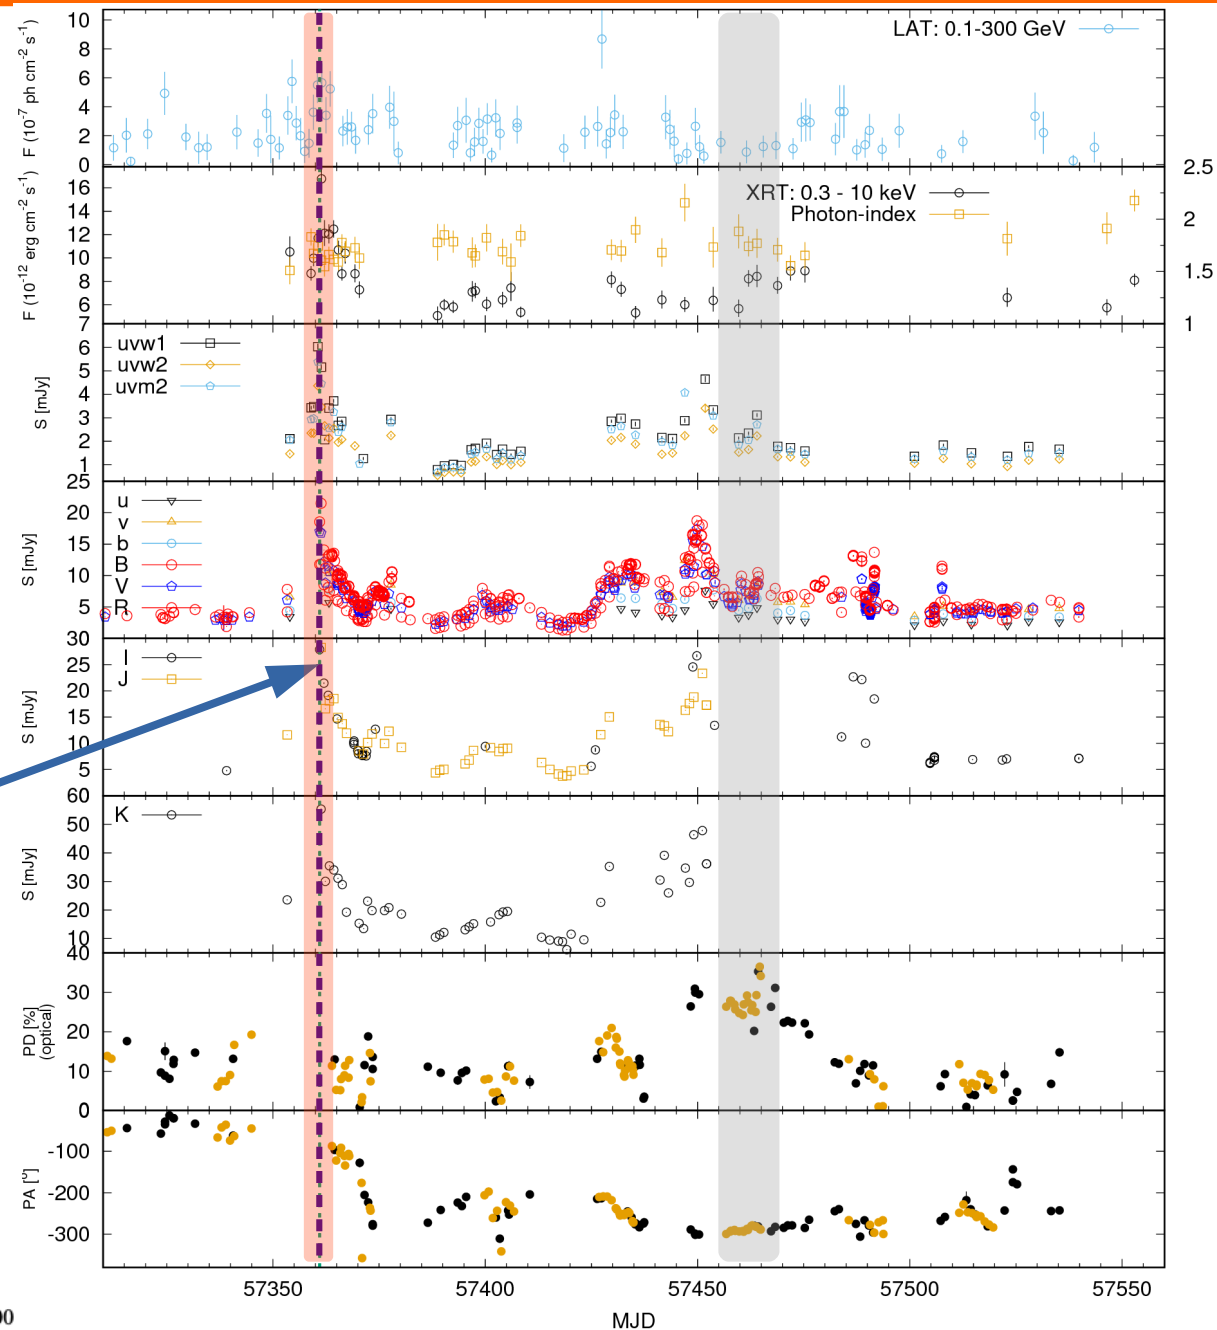 10
8
6
4
2
0
F (10⁻⁷ ph cm⁻² s⁻¹)
LAT: 0.1-300 GeV
16
14
12
10
8
6
F (10⁻¹² erg cm⁻² s⁻¹)
XRT: 0.3 - 10 keV
Photon-index
2.5
2
1.5
1
7
6
5
4
3
2
1
S [mJy]
uvw1
uvw2
uvm2
25
20
15
10
5
S [mJy]
u
v
b
B
V
R
30
25
20
15
10
5
S [mJy]
I
J
60
50
40
30
20
10
S [mJy]
K
40
30
20
10
0
PD [%]
(optical)
-100
-200
-300
PA [°]
57350
57400
57450
57500
57550
MJD
00